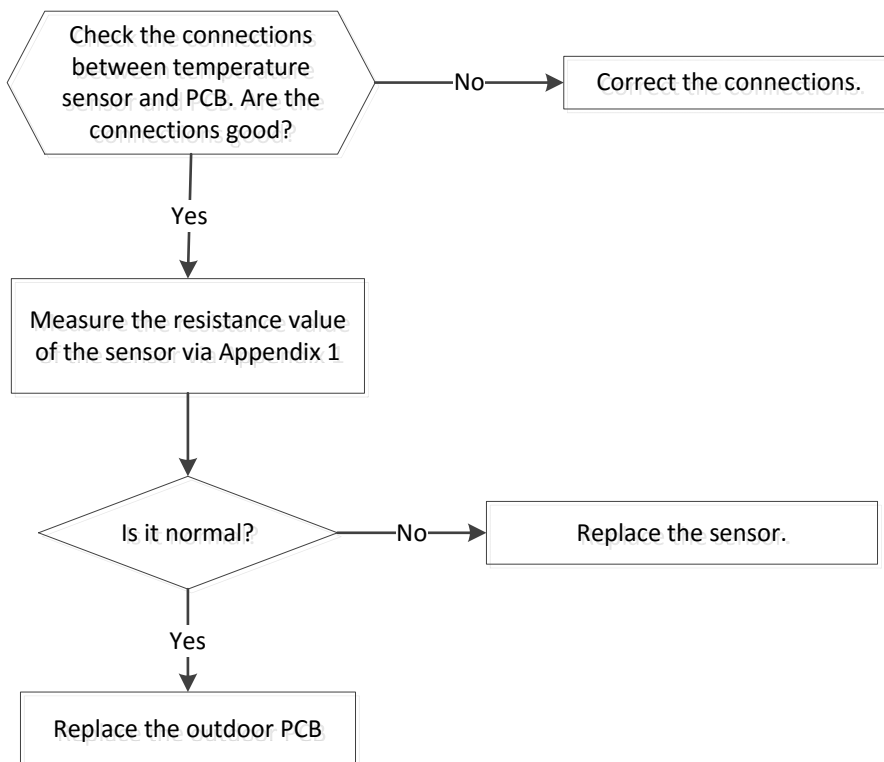 Check the connections
between temperature
sensor and PCB. Are the
connections good?
No
Correct the connections.
Yes
Measure the resistance value
of the sensor via Appendix 1
Is it normal?
No
Replace the sensor.
Yes
Replace the outdoor PCB